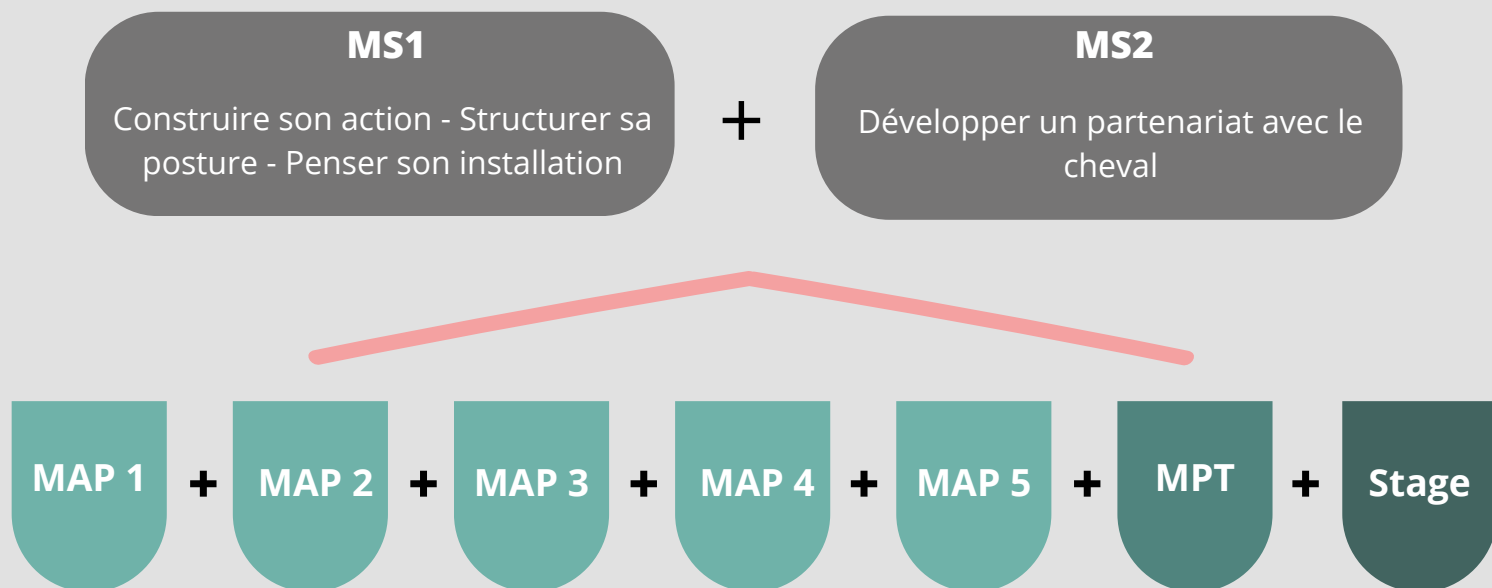 MS1
Construire son action - Structurer sa
posture - Penser son installation
+
MS2
Développer un partenariat avec le
cheval
MAP 1 + MAP 2 + MAP 3 + MAP 4 + MAP 5 + MPT + Stage